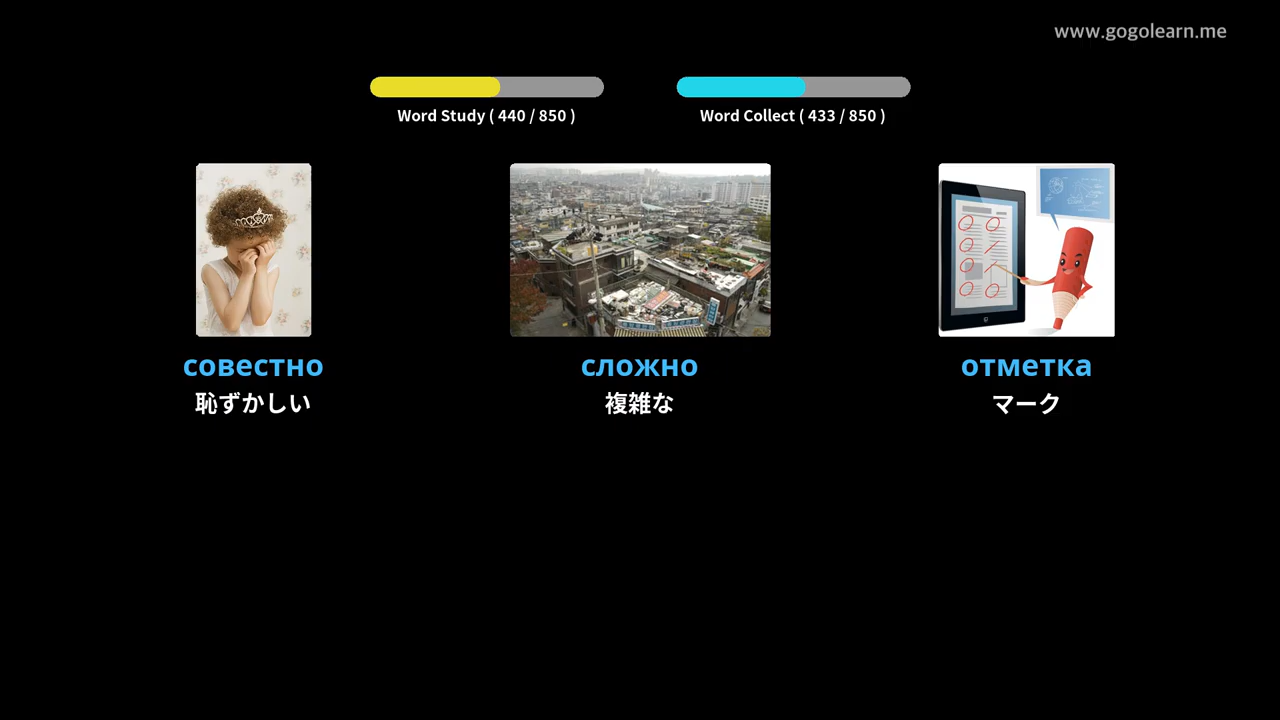 www.gogolearn.me
Word Study ( 440 / 850 )
Word Collect ( 433 / 850 )
совестно
恥ずかしい
сложно
複雑な
отметка
マーク